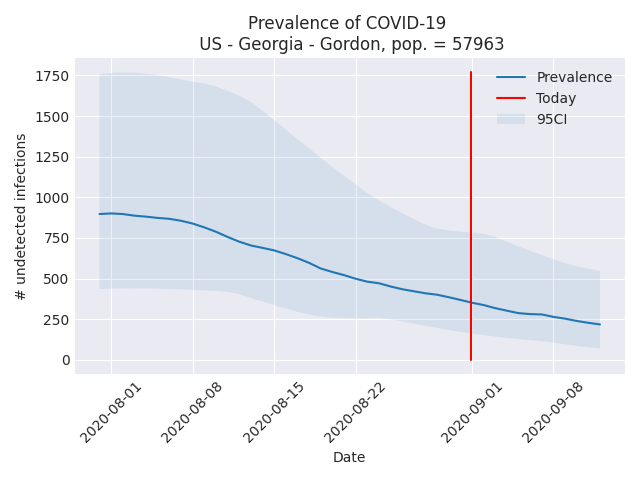 Prevalence of COVID-19
US - Georgia - Gordon, pop. = 57963
Prevalence
Today
95CI
# undetected infections
1750
1500
1250
1000
750
500
250
0
2020-08-01
2020-08-08
2020-08-15
2020-08-22
2020-09-01
2020-09-08
Date